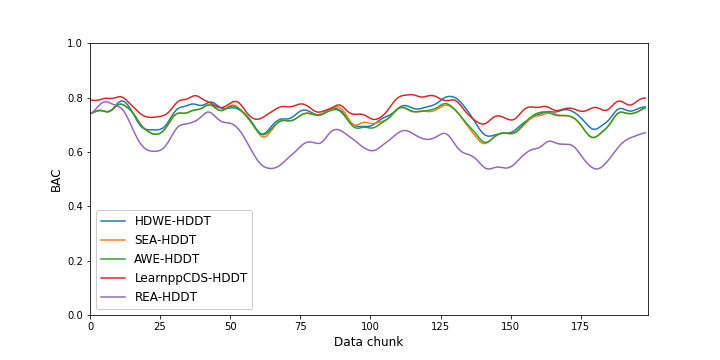 1.0
0.8
0.6
0.4
0.2
0.0
BAC
HDWE-HDDT
SEA-HDDT
AWE-HDDT
LearnppCDS-HDDT
REA-HDDT
0 25 50 75 100 125 150 175
Data chunk